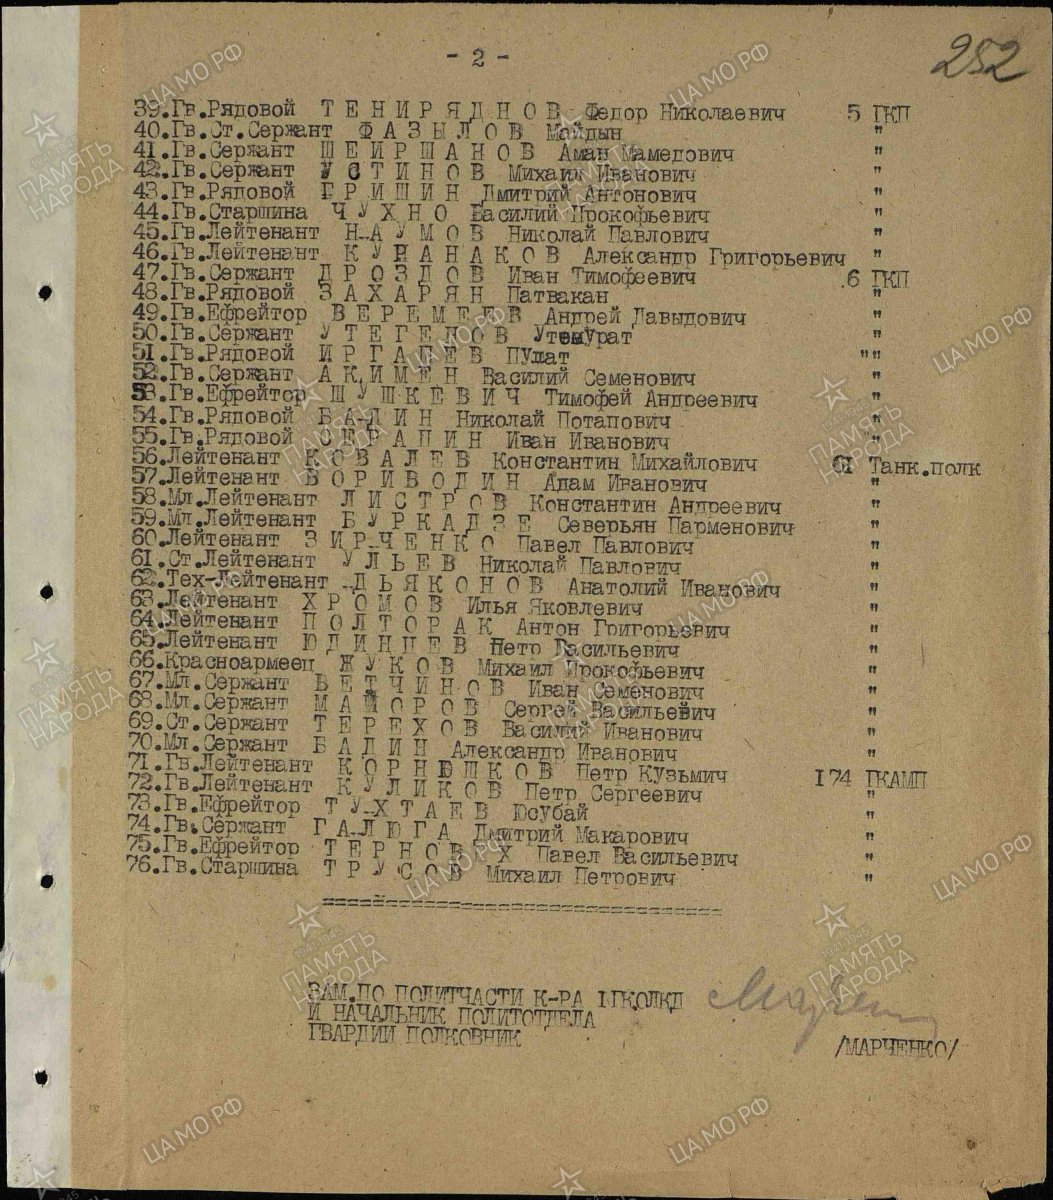 - 2 -
252
39.Гв.Рядовой ТЕНИРЯДНОВ Федор Николаевич 5 ГКП
40.Гв.Ст.Сержант ФАЗЫЛОВ Майдын "
41.Гв.Сержант ШЕИРШАНОВ Аман Мамедович "
42.Гв.Сержант УСТИНОВ Михаил Иванович "
43.Гв.Рядовой ГРИШИН Дмитрий Антонович "
44.Гв.Старшина ЧУХНО Василий Прокофьевич "
45.Гв.Лейтенант НАУМОВ Николай Павлович "
46.Гв.Лейтенант КУРАНАКОВ Александр Григорьевич "
47.Гв.Сержант ДРОЗДОВ Иван Тимофеевич 6 ГКП
48.Гв.Рядовой ЗАХАРЯН Патвакан "
49.Гв.Ефрейтор ВЕРЕМЕЕВ Андрей Давыдович "
50.Гв.Сержант УТЕГЕНОВ Утемурат "
51.Гв.Рядовой ИРГАШЕВ Пулат """
52.Гв.Сержант АКИМЕН Василий Семенович "
53.Гв.Ефрейтор ШУШКЕВИЧ Тимофей Андреевич "
54.Гв.Рядовой БАДИН Николай Потапович "
55.Гв.Рядовой СЕРАПИН Иван Иванович "
56.Лейтенант КОВАЛЕВ Константин Михайлович 61 Танк.полк
57.Лейтенант БОРИВОДИН Адам Иванович "
58.Мл.Лейтенант ЛИСТРОВ Константин Андреевич "
59.Мл.Лейтенант БУРКАДЗЕ Северьян Парменович "
60.Лейтенант ЗИРЧЕНКО Павел Павлович "
61.Ст.Лейтенант УЛЬЕВ Николай Павлович "
62.Тех-Лейтенант ДЬЯКОНОВ Анатолий Иванович "
63.Лейтенант ХРОМОВ Илья Яковлевич "
64.Лейтенант ПОЛТОРАК Антон Григорьевич "
65.Лейтенант ЮДИНЦЕВ Петр Васильевич "
66.Красноармеец ЖУКОВ Михаил Прокофьевич "
67.Мл.Сержант ВЕТЧИНОВ Иван Семенович "
68.Мл.Сержант МАЙОРОВ Сергей Васильевич "
69.Ст.Сержант ТЕРЕХОВ Василий Иванович "
70.Мл.Сержант БАДИН Александр Иванович "
71.Гв.Лейтенант КОРНЮШКОВ Петр Кузьмич 174 ГКАМП
72.Гв.Лейтенант КУЛИКОВ Петр Сергеевич "
73.Гв.Ефрейтор ТУХТАЕВ Юсубай "
74.Гв.Сержант ГАЛЮГА Дмитрий Макарович "
75.Гв.Ефрейтор ТЕРНОВЫХ Павел Васильевич "
76.Гв.Старшина ТРУСОВ Михаил Петрович "
ЗАМ.ПО ПОЛИТЧАСТИ К-РА 1ГКОЛКД
И НАЧАЛЬНИК ПОЛИТОТДЕЛА
ГВАРДИИ ПОЛКОВНИК
/МАРЧЕНКО/